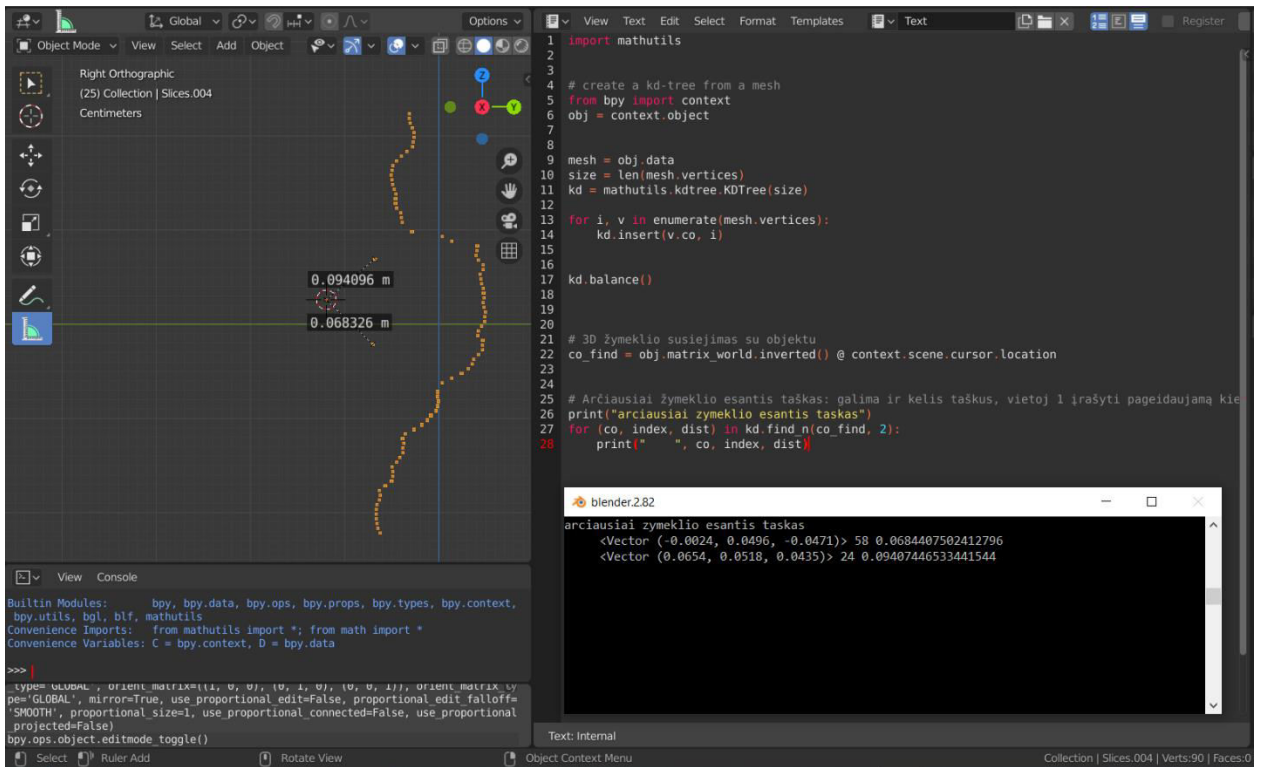 Global
Options
Object Mode View Select Add Object
Right Orthographic
(25) Collection | Slices.004
Centimeters
Z
X
Y
0.094096 m
0.068326 m
View Console
Builtin Modules: bpy, bpy.data, bpy.ops, bpy.props, bpy.types, bpy.context,
bpy.utils, bgl, blf, mathutils
Convenience Imports: from mathutils import *; from math import *
Convenience Variables: C = bpy.context, D = bpy.data
>>>
_type='GLOBAL', orient_matrix=((1, 0, 0), (0, 1, 0), (0, 0, 1)), orient_matrix_ty
pe='GLOBAL', mirror=True, use_proportional_edit=False, proportional_edit_falloff=
'SMOOTH', proportional_size=1, use_proportional_connected=False, use_proportional
_projected=False)
bpy.ops.object.editmode_toggle()
View Text Edit Select Format Templates Text Register
1 import mathutils
2
3
4 # create a kd-tree from a mesh
5 from bpy import context
6 obj = context.object
7
8
9 mesh = obj.data
10 size = len(mesh.vertices)
11 kd = mathutils.kdtree.KDTree(size)
12
13 for i, v in enumerate(mesh.vertices):
14 kd.insert(v.co, i)
15
16
17 kd.balance()
18
19
20
21 # 3D žymeklio susiejimas su objektu
22 co_find = obj.matrix_world.inverted() @ context.scene.cursor.location
23
24
25 # Arčiausiai žymeklio esantis taškas: galima ir kelis taškus, vietoj 1 įrašyti pageidaujamą kie
26 print("arciausiai zymeklio esantis taskas")
27 for (co, index, dist) in kd.find_n(co_find, 2):
28 print(" ", co, index, dist)
blender.2.82
arciausiai zymeklio esantis taskas
<Vector (-0.0024, 0.0496, -0.0471)> 58 0.0684407502412796
<Vector (0.0654, 0.0518, 0.0435)> 24 0.09407446533441544
Text: Internal
Select Ruler Add Rotate View Object Context Menu Collection | Slices.004 | Verts:90 | Faces:0